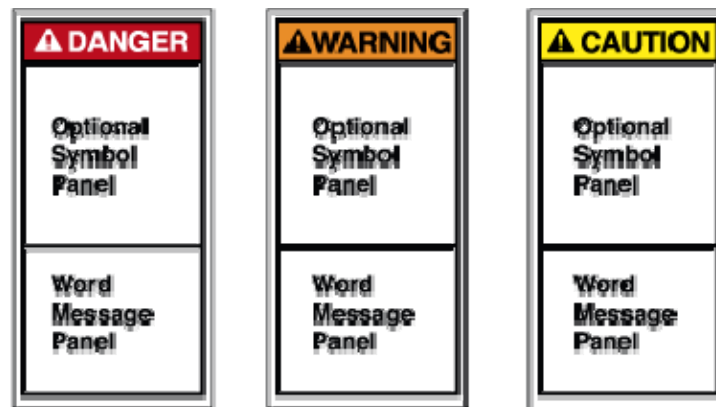 DANGER
Optional
Symbol
Panel
Word
Message
Panel
WARNING
Optional
Symbol
Panel
Word
Message
Panel
CAUTION
Optional
Symbol
Panel
Word
Message
Panel